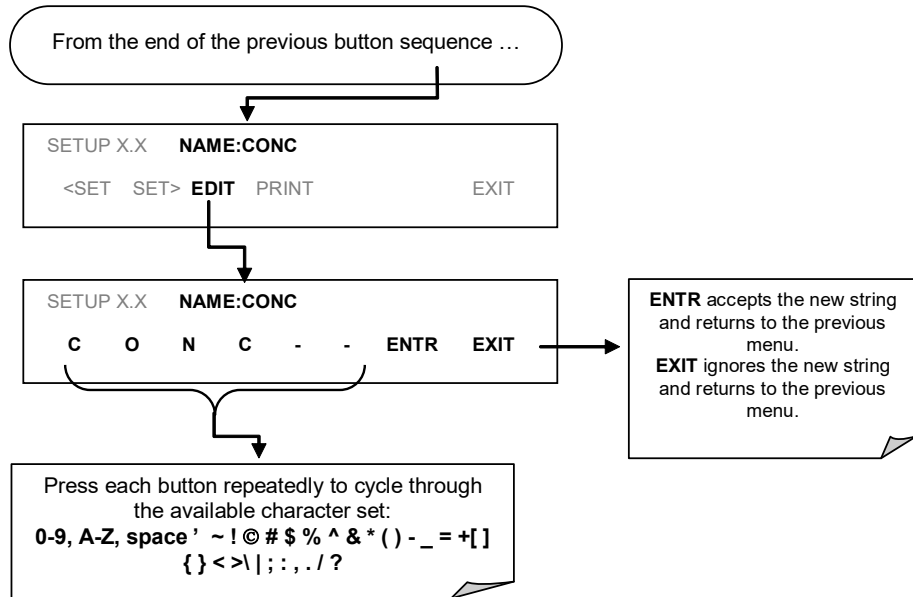 From the end of the previous button sequence …
SETUP X.X NAME:CONC
<SET SET> EDIT PRINT EXIT
SETUP X.X NAME:CONC
C O N C - - ENTR EXIT
ENTR accepts the new string
and returns to the previous
menu.
EXIT ignores the new string
and returns to the previous
menu.
Press each button repeatedly to cycle through
the available character set:
0-9, A-Z, space ’ ~ ! © # $ % ^ & * ( ) - _ = +[ ]
{ } < >\ | ; : , . / ?